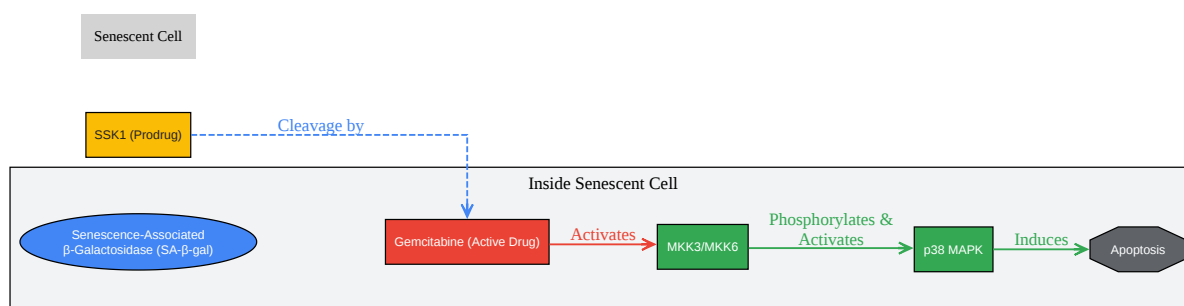 Senescent Cell
SSK1 (Prodrug)
Cleavage by
Inside Senescent Cell
Senescence-Associated
β-Galactosidase (SA-β-gal)
Gemcitabine (Active Drug)
Activates
MKK3/MKK6
Phosphorylates &
Activates
p38 MAPK
Induces
Apoptosis